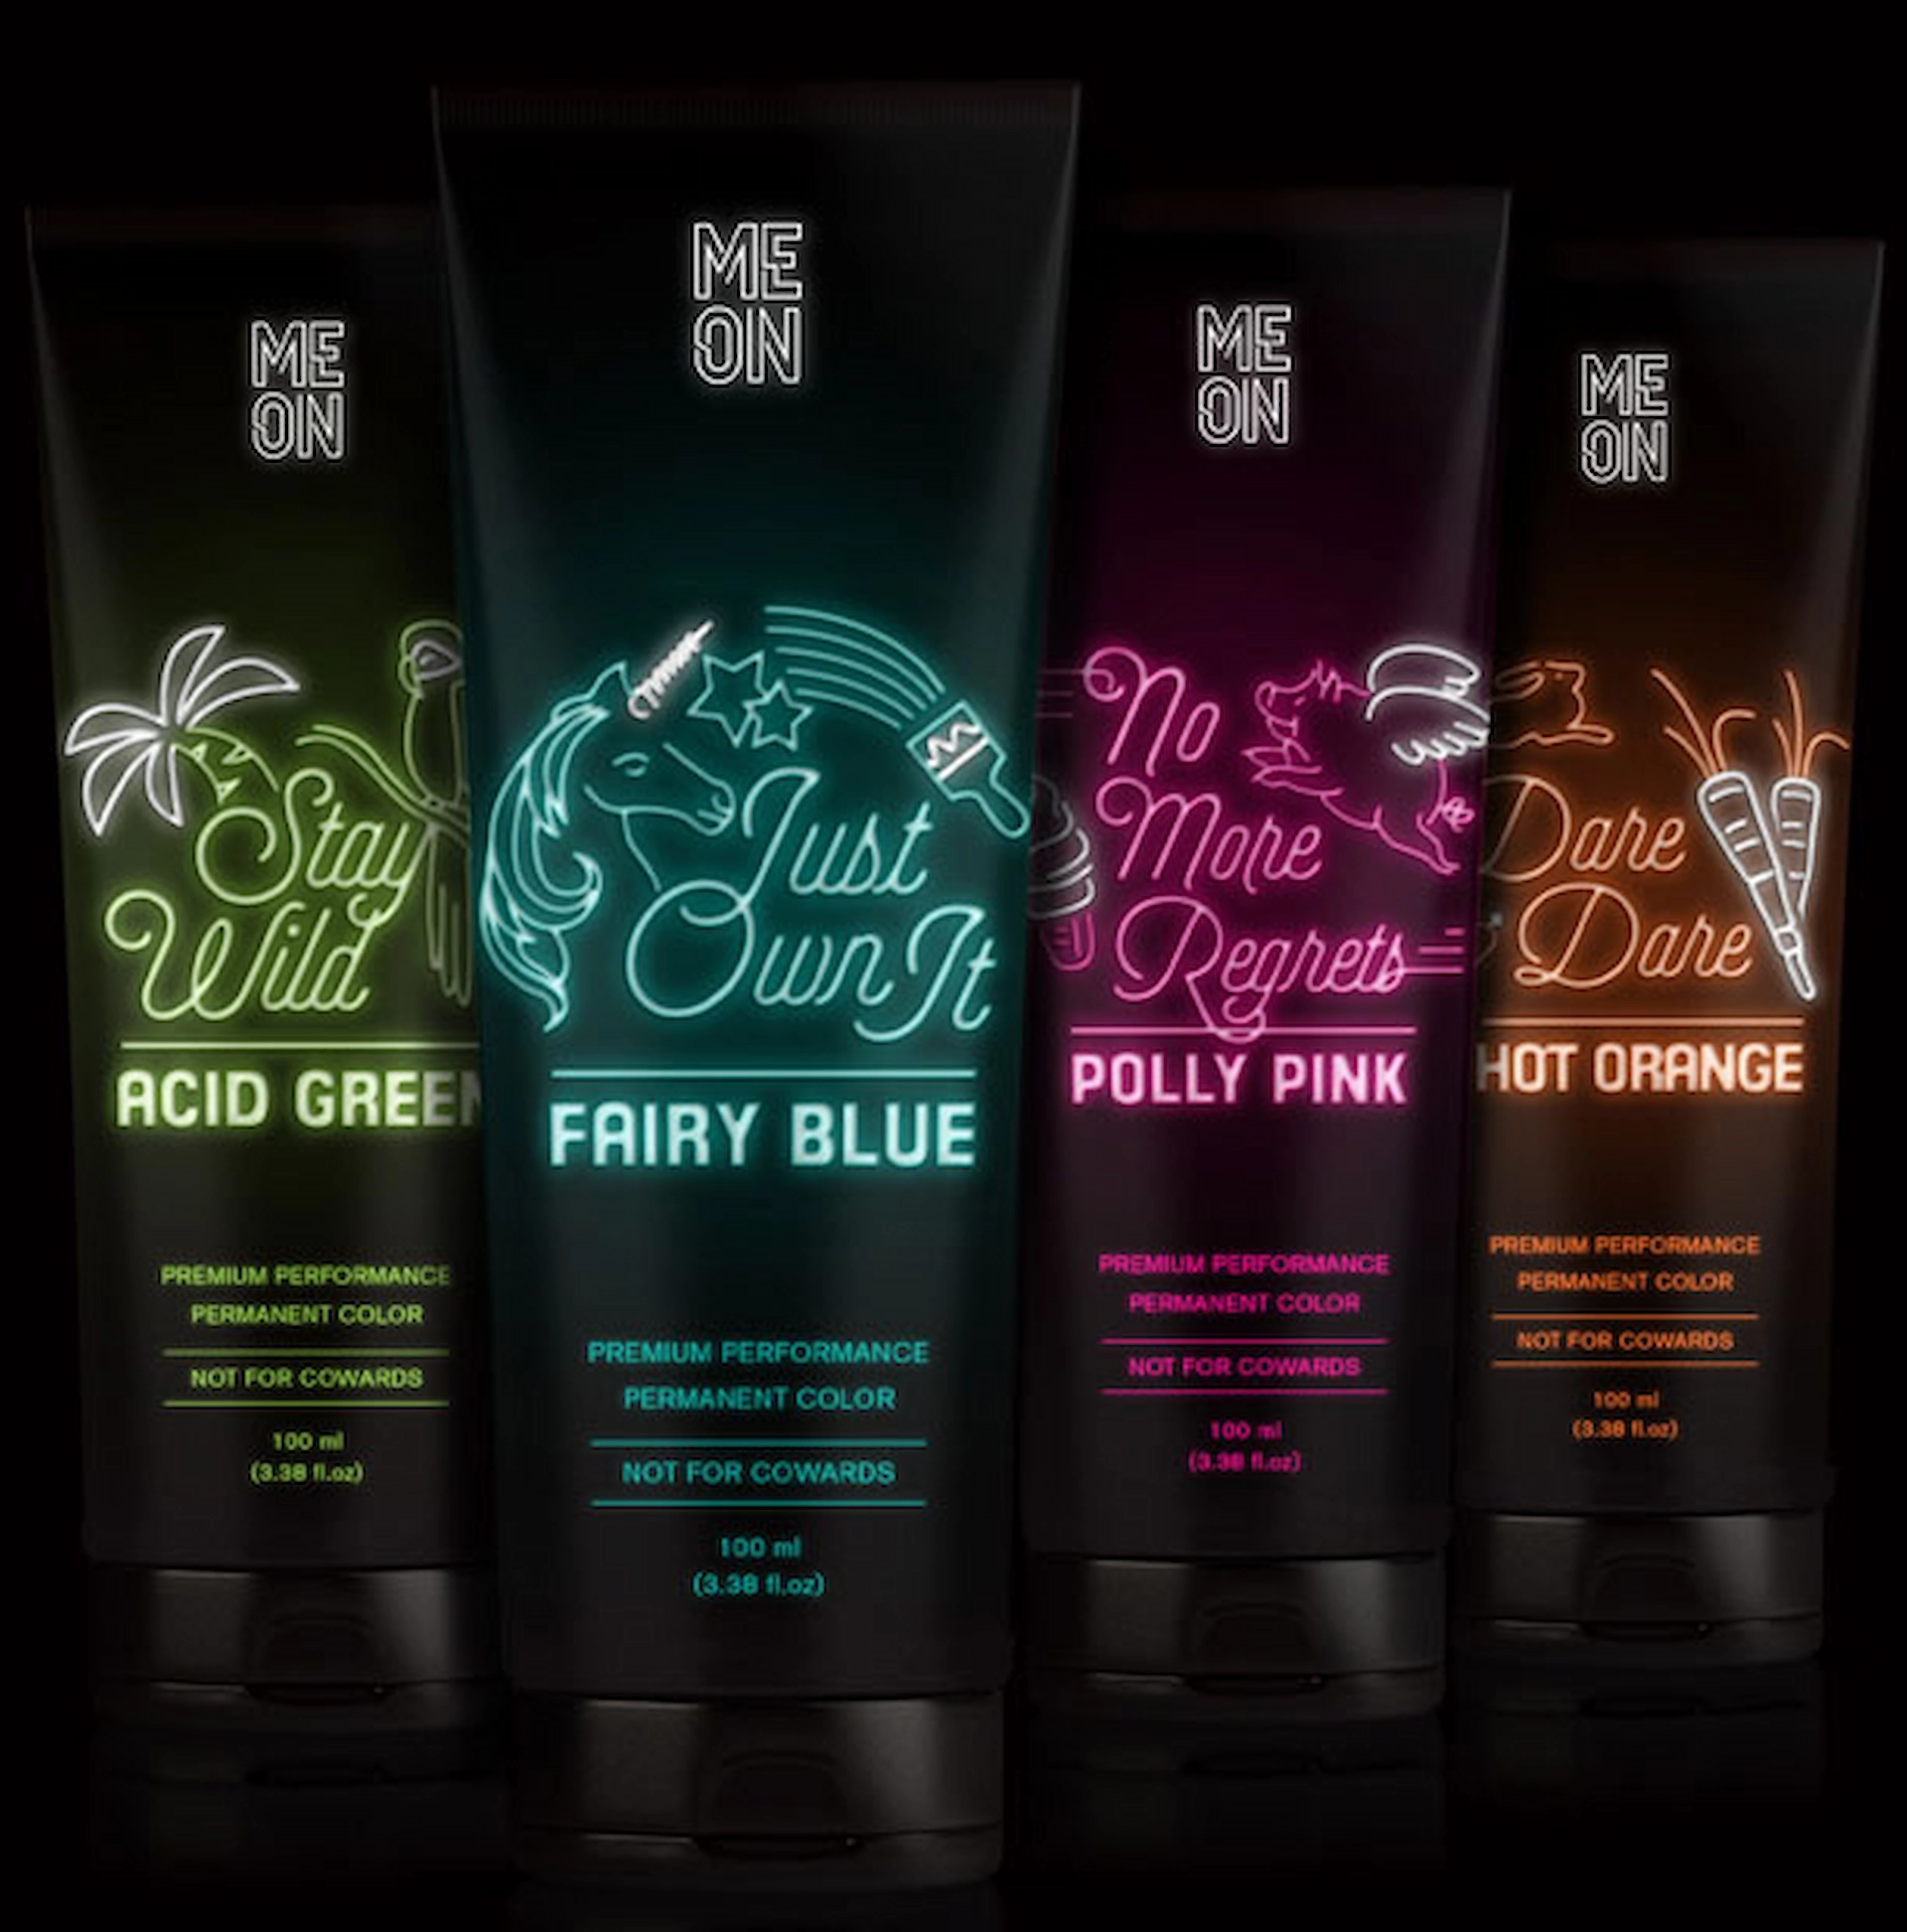 ME
ON
Stay
Wild
ACID GREEN
PREMIUM PERFORMANCE
PERMANENT COLOR
NOT FOR COWARDS
100 ml
(3.38 fl.oz)
ME
ON
Just
Own It
FAIRY BLUE
PREMIUM PERFORMANCE
PERMANENT COLOR
NOT FOR COWARDS
100 ml
(3.38 fl.oz)
ME
ON
No
More
Regrets
POLLY PINK
PREMIUM PERFORMANCE
PERMANENT COLOR
NOT FOR COWARDS
100 ml
(3.38 fl.oz)
ME
ON
Dare
Dare
HOT ORANGE
PREMIUM PERFORMANCE
PERMANENT COLOR
NOT FOR COWARDS
100 ml
(3.38 fl.oz)